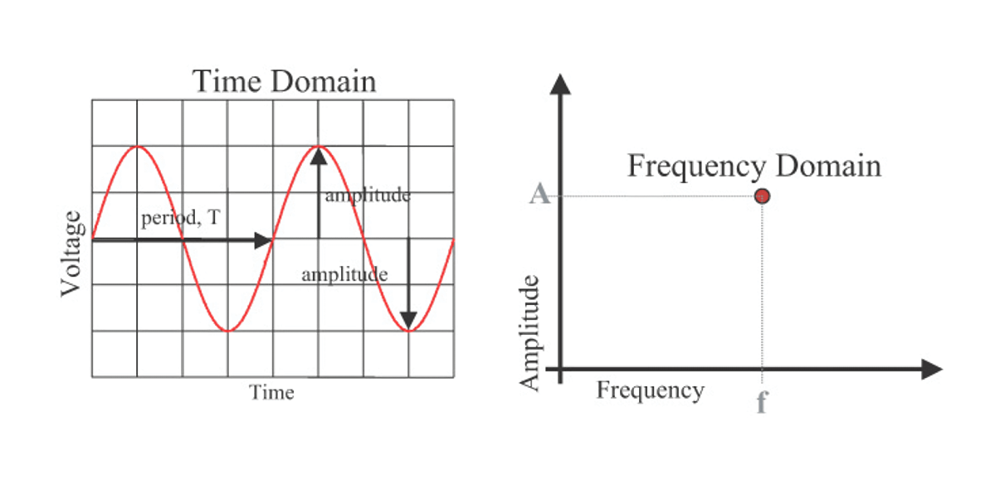 Time Domain
Voltage
period, T
amplitude
amplitude
Time
Frequency Domain
A
Amplitude
Frequency
f